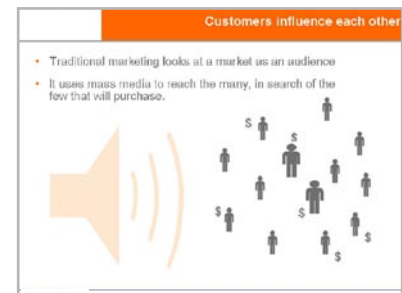 Customers influence each other
• Traditional marketing looks at a market as an audience
• It uses mass media to reach the many, in search of the
few that will purchase.
$
$
$
$
$
$